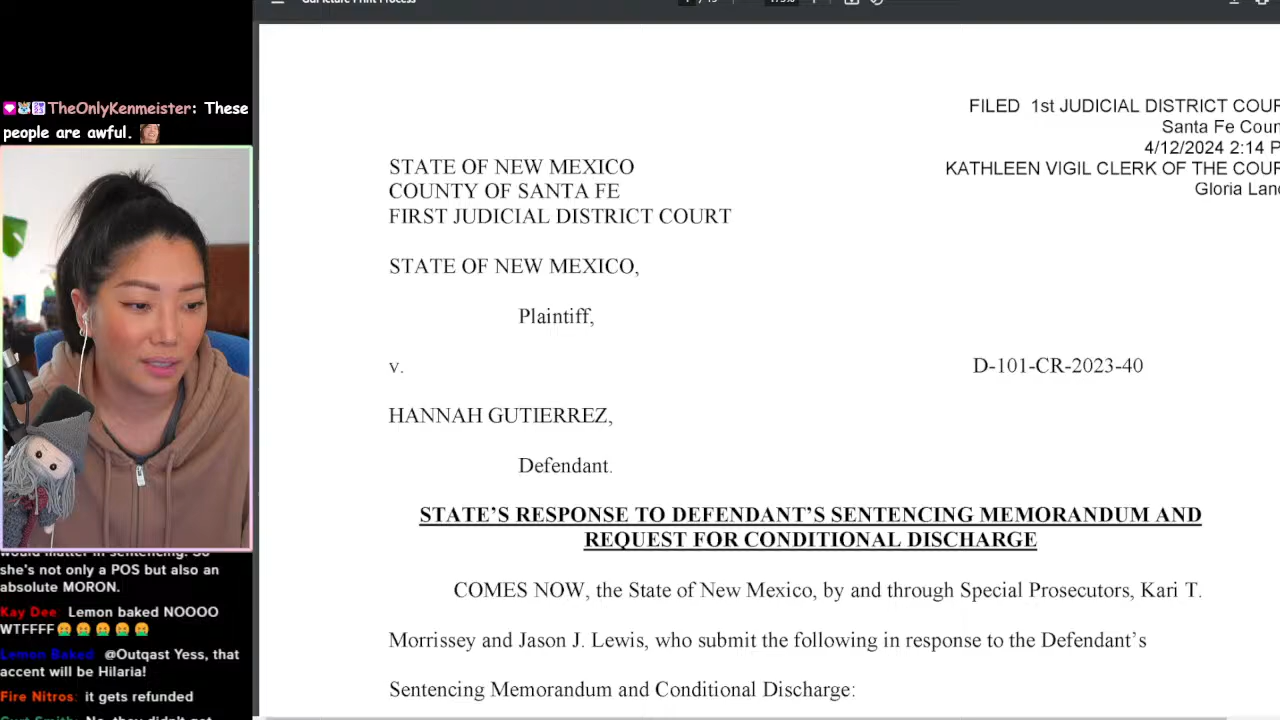 TheOnlyKenmeister: These
people are awful.
she's not only a POS but also an
absolute MORON.
Kay Dee: Lemon baked NOOOO
WTFFFF
Lemon Baked: @Outqast Yess, that
accent will be Hilaria!
Fire Nitros: it gets refunded
FILED 1st JUDICIAL DISTRICT COUR
Santa Fe Coun
4/12/2024 2:14 P
KATHLEEN VIGIL CLERK OF THE COUR
Gloria Land
STATE OF NEW MEXICO
COUNTY OF SANTA FE
FIRST JUDICIAL DISTRICT COURT
STATE OF NEW MEXICO,
Plaintiff,
v.
D-101-CR-2023-40
HANNAH GUTIERREZ,
Defendant.
STATE'S RESPONSE TO DEFENDANT'S SENTENCING MEMORANDUM AND
REQUEST FOR CONDITIONAL DISCHARGE
COMES NOW, the State of New Mexico, by and through Special Prosecutors, Kari T.
Morrissey and Jason J. Lewis, who submit the following in response to the Defendant's
Sentencing Memorandum and Conditional Discharge: